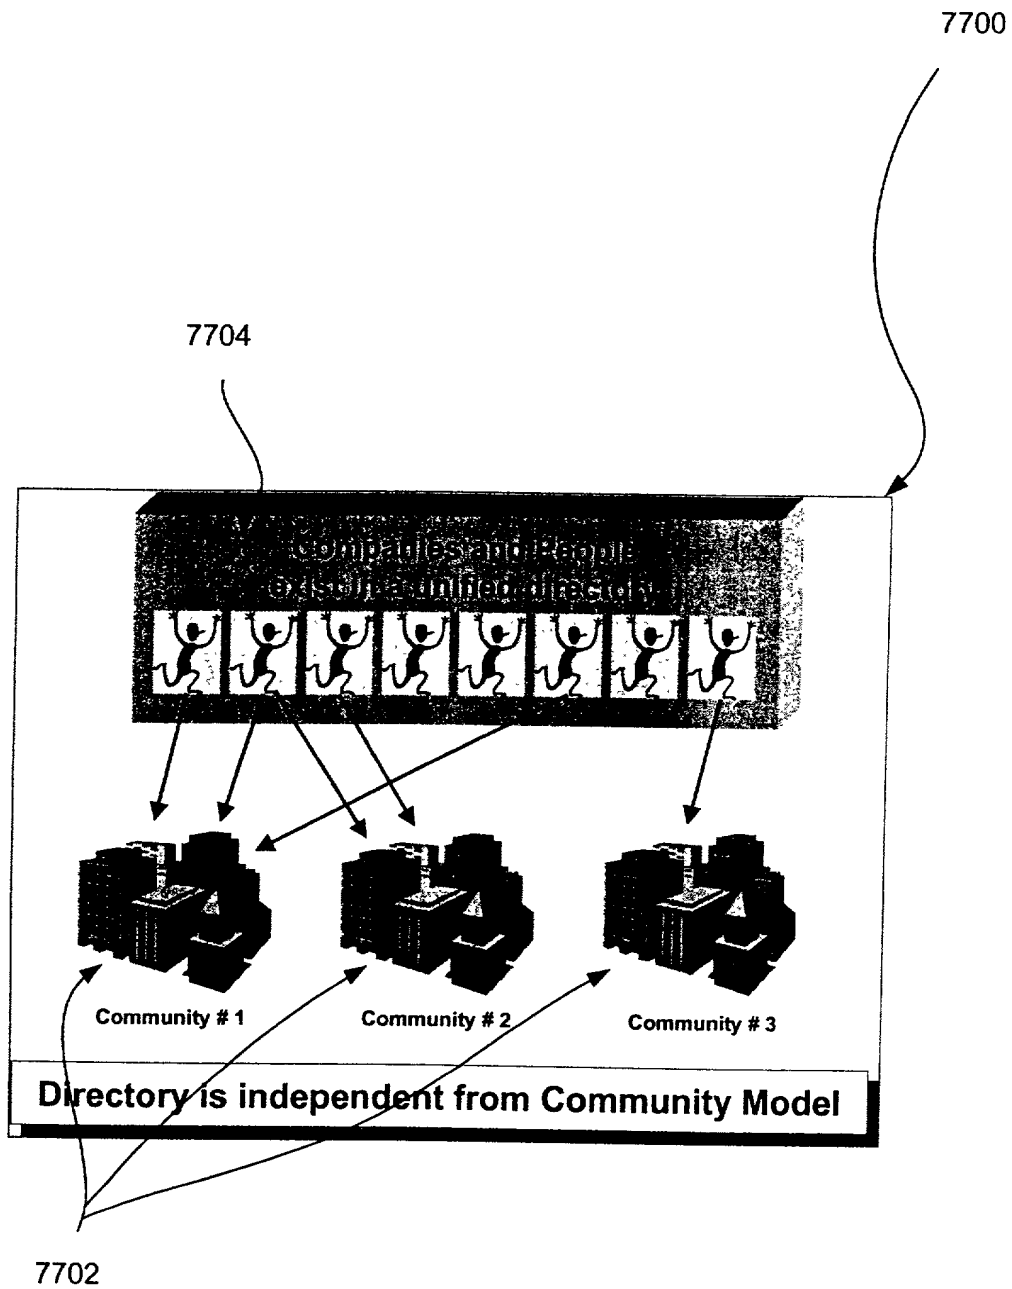 7700
7704
Companies and People
exist in a unified directory
Community # 1
Community # 2
Community # 3
Directory is independent from Community Model
7702